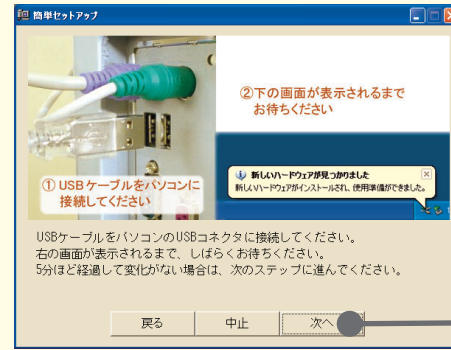 簡単セットアップ
②下の画面が表示されるまで
お待ちください
① USBケーブルをパソコンに
接続してください
新しいハードウェアが見つかりました
新しいハードウェアがインストールされ、使用準備ができました。
USBケーブルをパソコンのUSBコネクタに接続してください。
右の画面が表示されるまで、しばらくお待ちください。
5分ほど経過して変化がない場合は、次のステップに進んでください。
戻る
中止
次へ